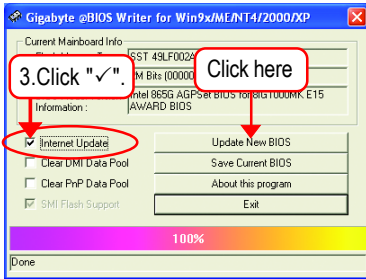 Gigabyte @BIOS Writer for Win9x/ME/NT4/2000/XP
Current Mainboard Info
SST 49LF002A
3.Click "✓".
Click here
M Bits (00000
Intel 865G AGPSet BIOS for 8IG1000MK E15
Information :
AWARD BIOS
Internet Update
Update New BIOS
Clear DMI Data Pool
Save Current BIOS
Clear PnP Data Pool
About this program
SMI Flash Support
Exit
100%
Done